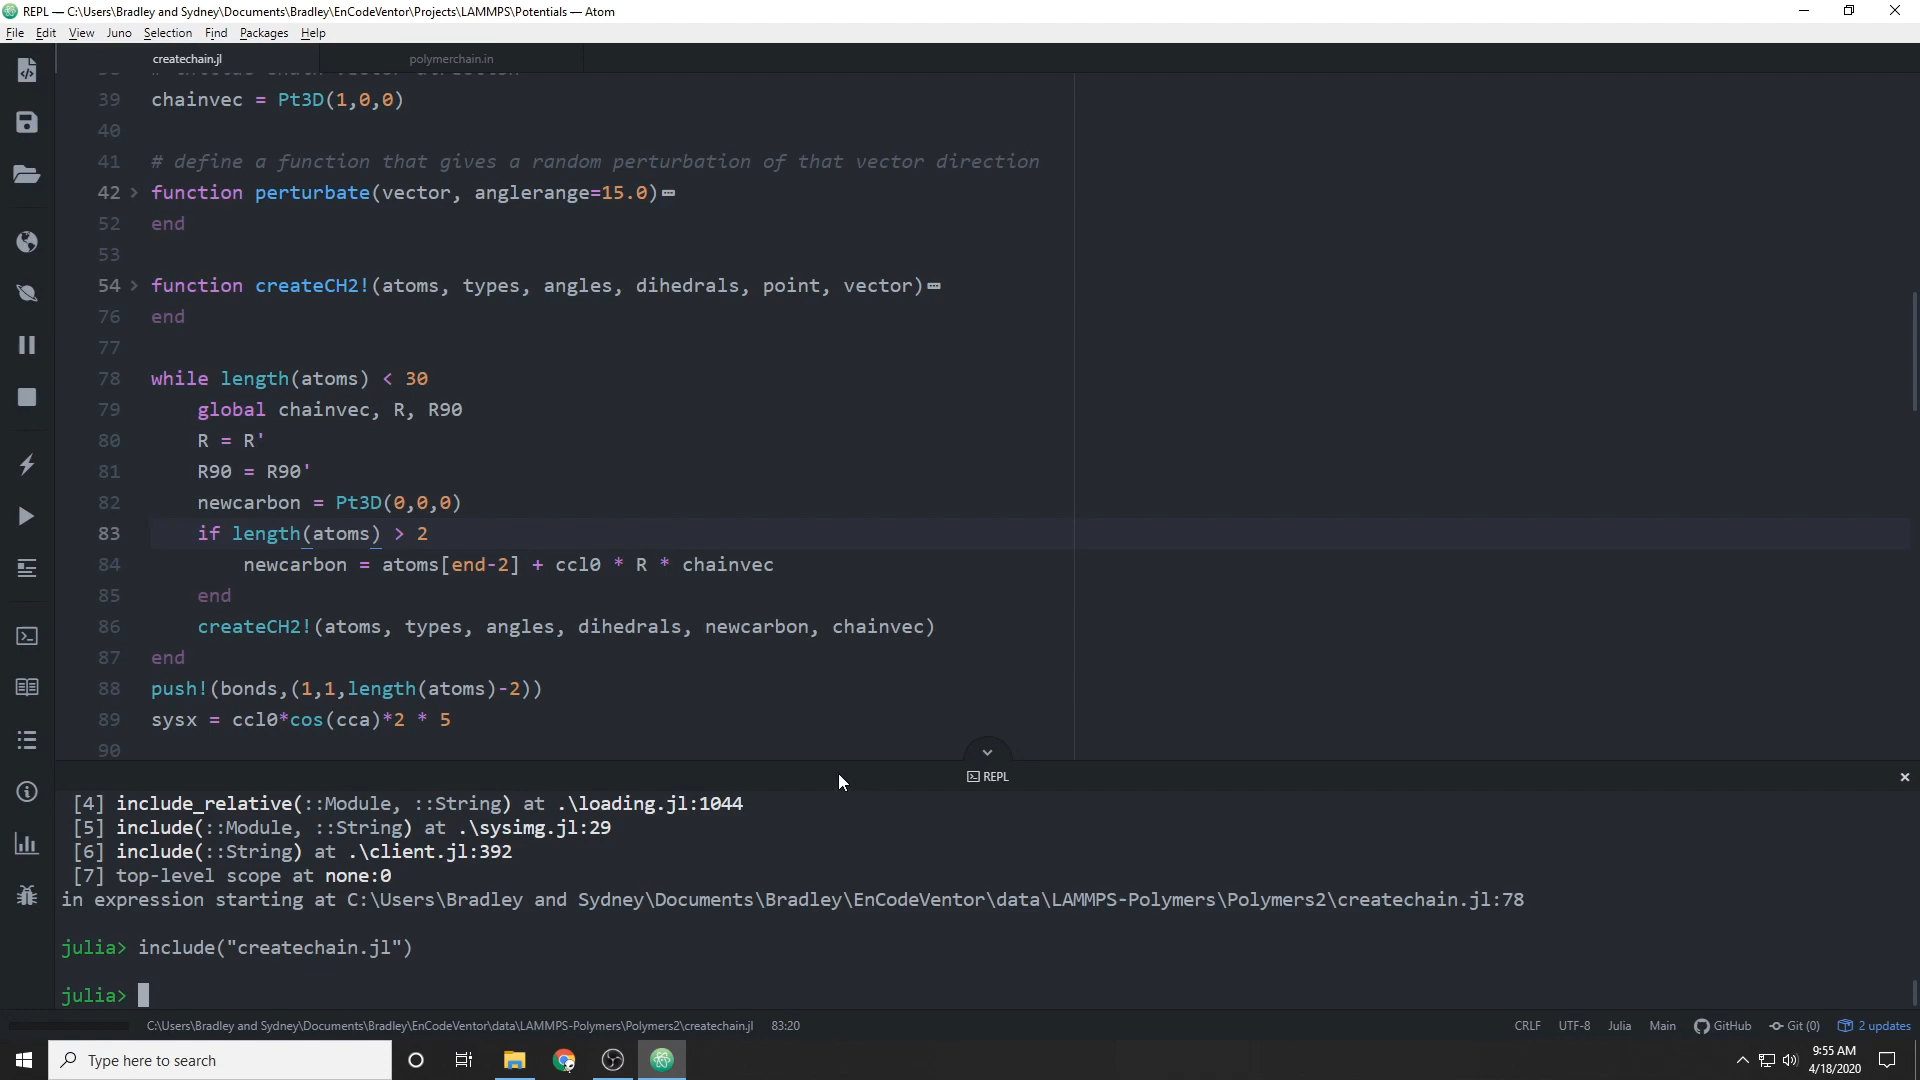 REPL — C:\Users\Bradley and Sydney\Documents\Bradley\EnCodeVentor\Projects\LAMMPS\Potentials — Atom
File Edit View Juno Selection Find Packages Help
createchain.jl polymerchain.in
39 chainvec = Pt3D(1,0,0)
40
41 # define a function that gives a random perturbation of that vector direction
42 function perturbate(vector, anglerange=15.0)
52 end
53
54 function createCH2!(atoms, types, angles, dihedrals, point, vector)
76 end
77
78 while length(atoms) < 30
79 global chainvec, R, R90
80 R = R'
81 R90 = R90'
82 newcarbon = Pt3D(0,0,0)
83 if length(atoms) > 2
84 newcarbon = atoms[end-2] + ccl0 * R * chainvec
85 end
86 createCH2!(atoms, types, angles, dihedrals, newcarbon, chainvec)
87 end
88 push!(bonds,(1,1,length(atoms)-2))
89 sysx = ccl0*cos(cca)*2 * 5
90
REPL
[4] include_relative(::Module, ::String) at .\loading.jl:1044
[5] include(::Module, ::String) at .\sysimg.jl:29
[6] include(::String) at .\client.jl:392
[7] top-level scope at none:0
in expression starting at C:\Users\Bradley and Sydney\Documents\Bradley\EnCodeVentor\data\LAMMPS-Polymers\Polymers2\createchain.jl:78
julia> include("createchain.jl")
julia>
C:\Users\Bradley and Sydney\Documents\Bradley\EnCodeVentor\data\LAMMPS-Polymers\Polymers2\createchain.jl 83:20 CRLF UTF-8 Julia Main GitHub Git (0) 2 updates
Type here to search 9:55 AM
4/18/2020